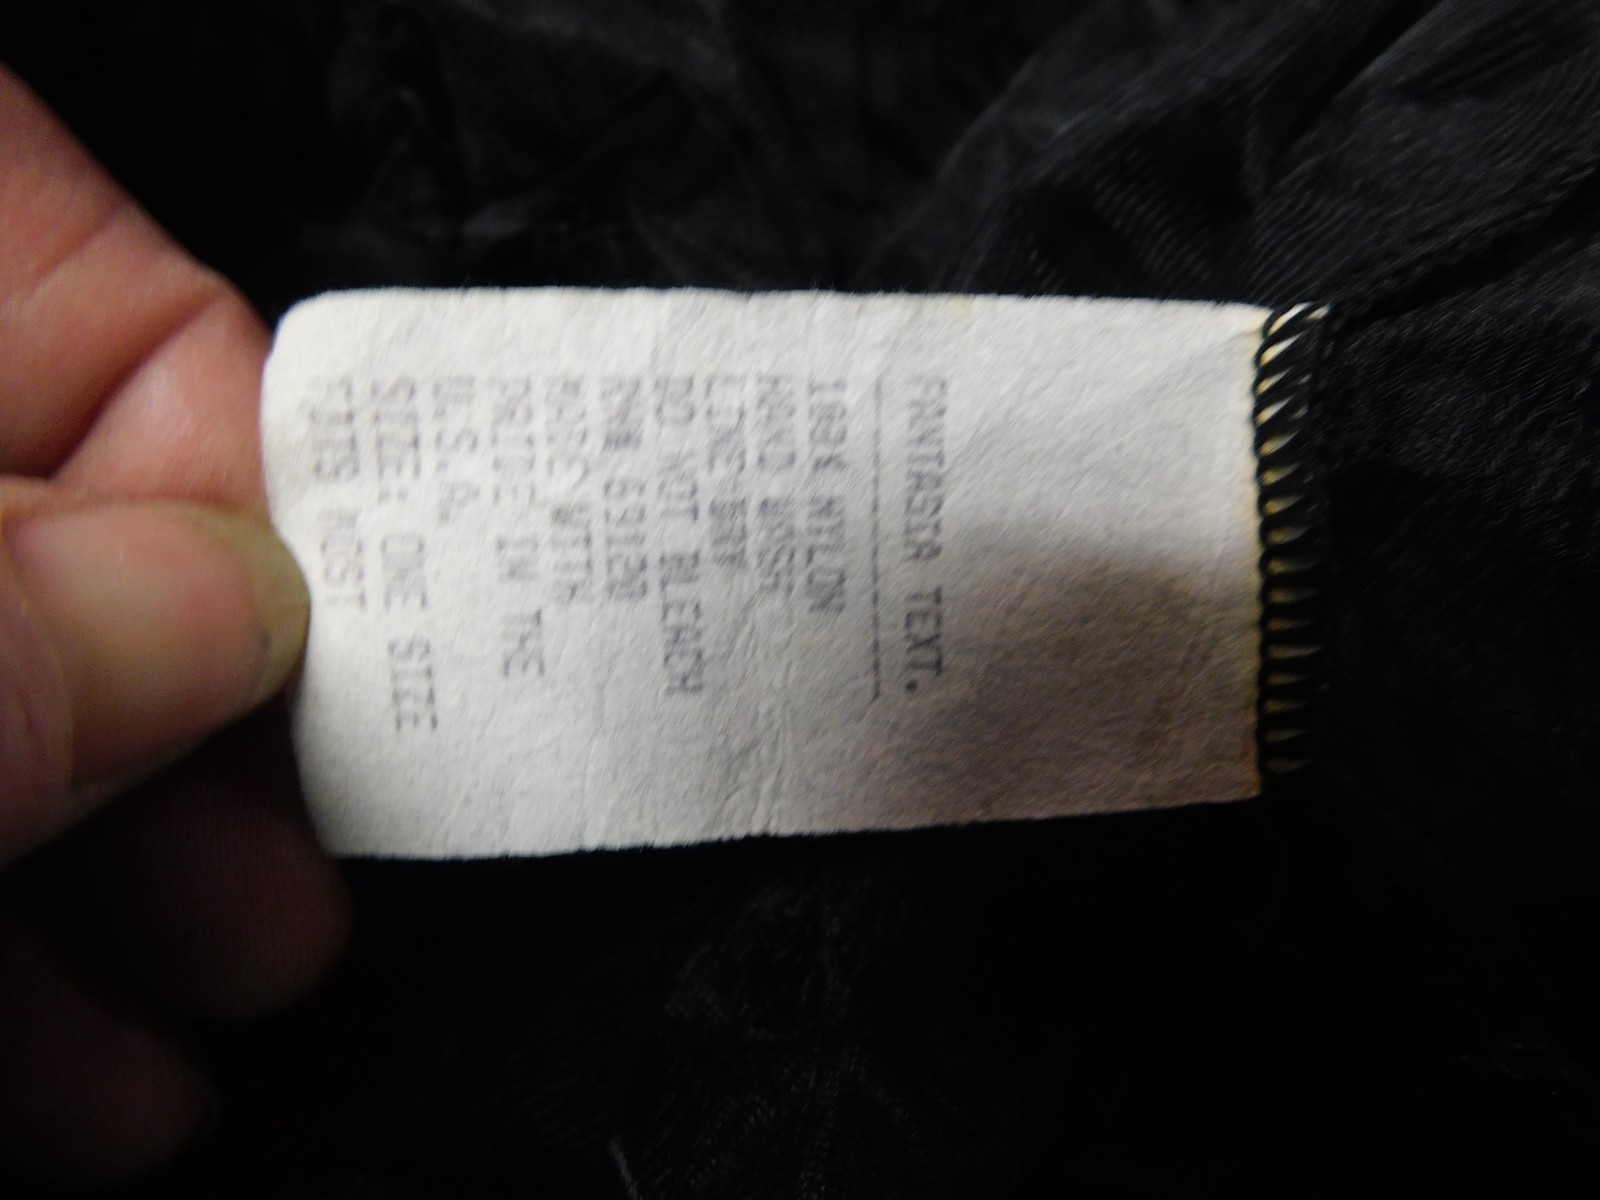 FANTASIA TEXT.
100% NYLON
HAND WASH
LINE DRY
DO NOT BLEACH
RN# 69120
MADE WITH
PRIDE IN THE
U.S.A.
SIZE: ONE SIZE
FITS MOST